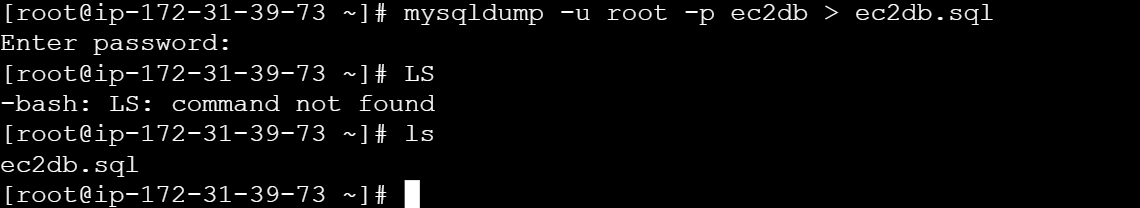 [root@ip-172-31-39-73 ~]# mysqldump -u root -p ec2db > ec2db.sql
Enter password:
[root@ip-172-31-39-73 ~]# LS
-bash: LS: command not found
[root@ip-172-31-39-73 ~]# ls
ec2db.sql
[root@ip-172-31-39-73 ~]#